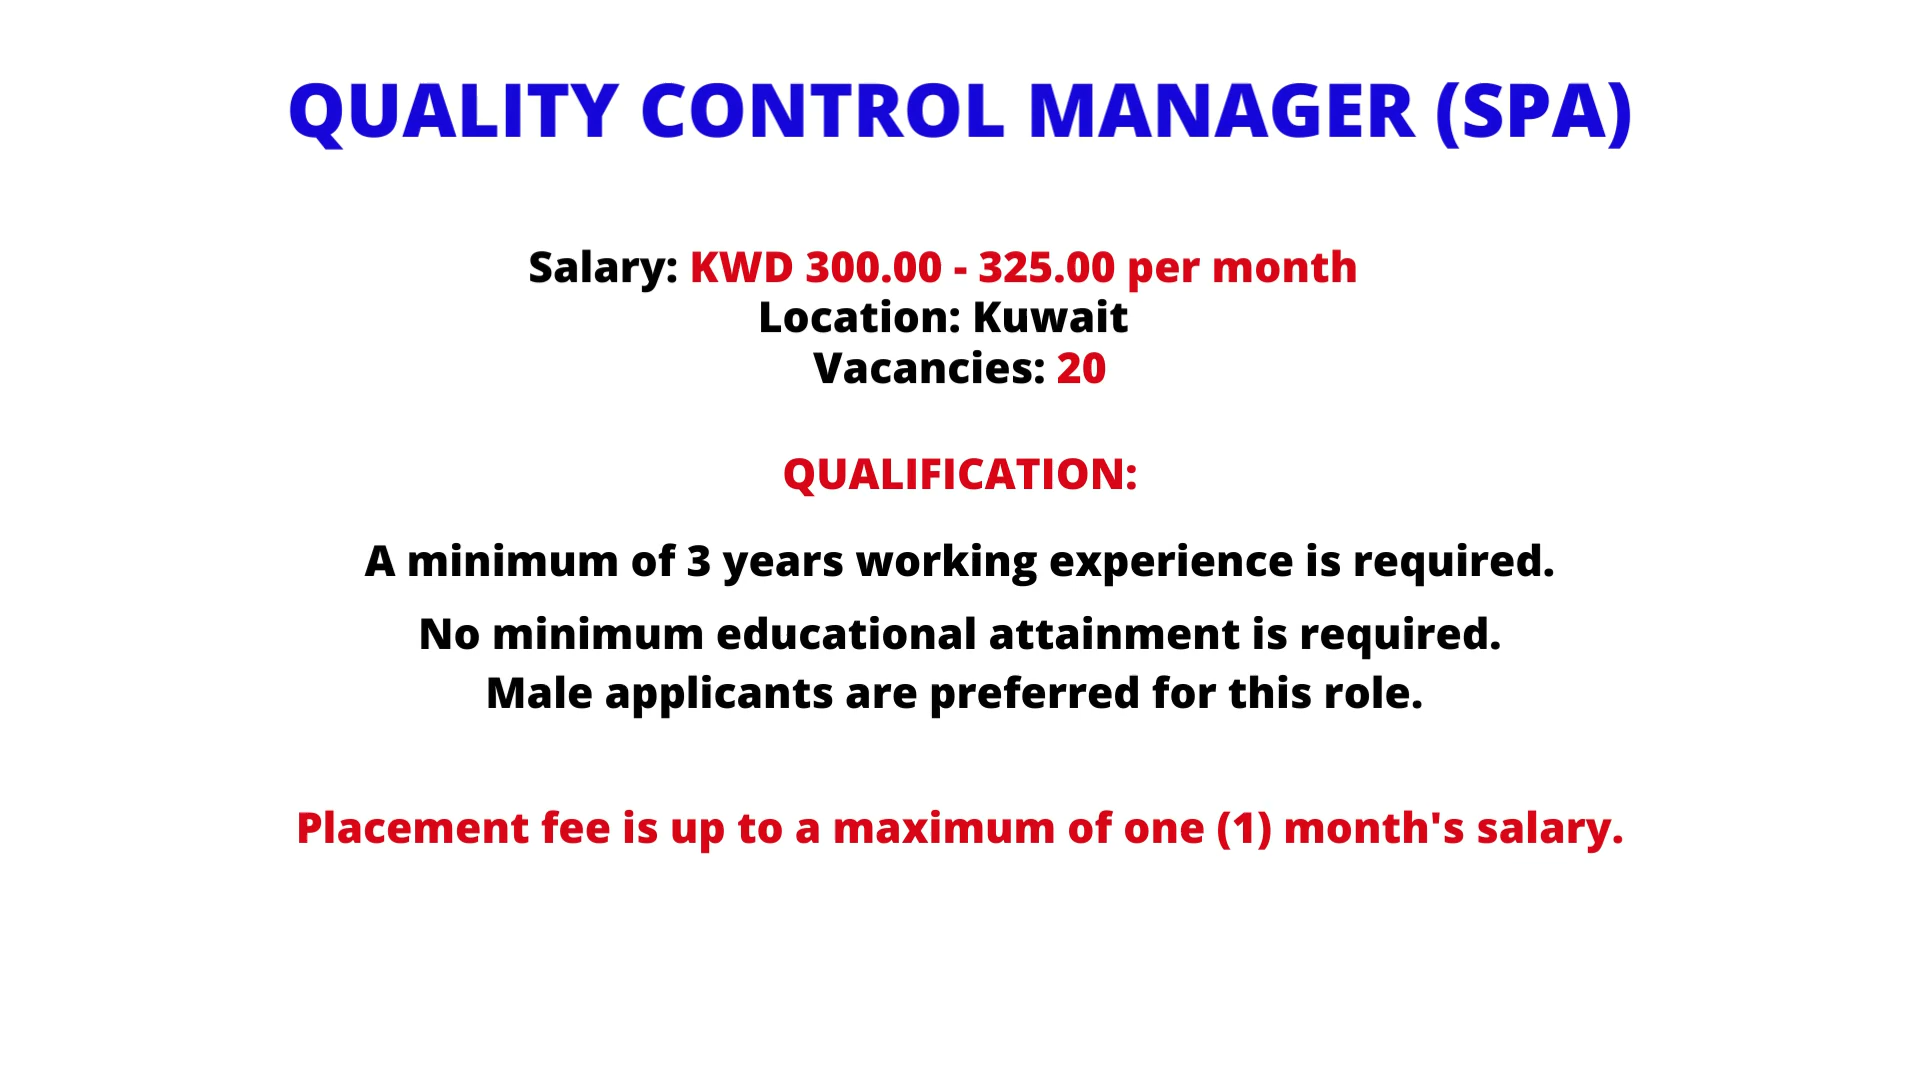 QUALITY CONTROL MANAGER (SPA)
Salary: KWD 300.00 - 325.00 per month
Location: Kuwait
Vacancies: 20
QUALIFICATION:
A minimum of 3 years working experience is required.
No minimum educational attainment is required.
Male applicants are preferred for this role.
Placement fee is up to a maximum of one (1) month's salary.